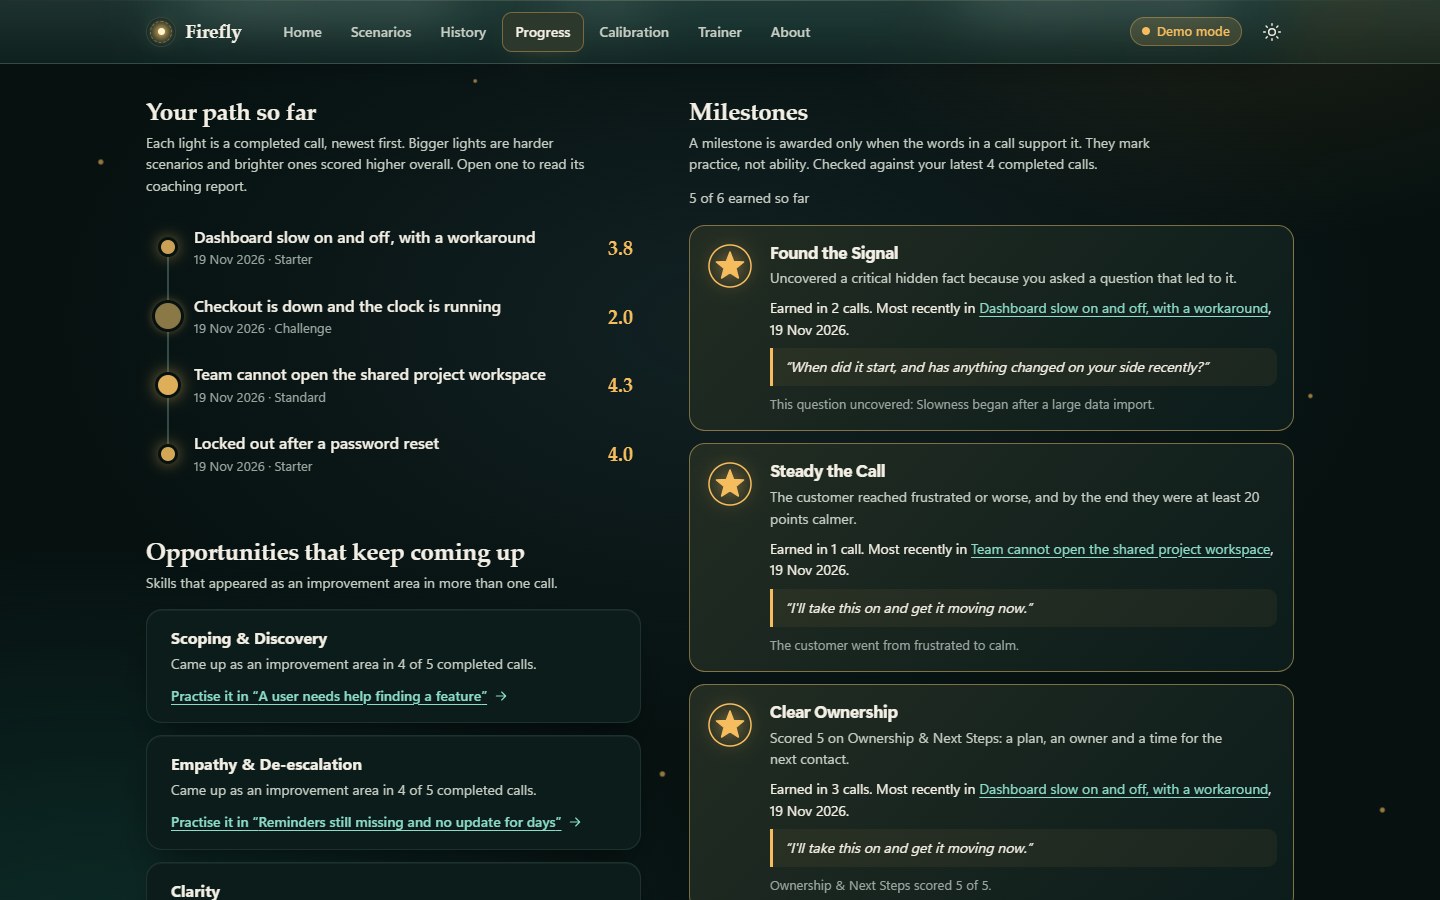 Firefly
Home
Scenarios
History
Progress
Calibration
Trainer
About
Demo mode
Your path so far
Each light is a completed call, newest first. Bigger lights are harder
scenarios and brighter ones scored higher overall. Open one to read its
coaching report.
Dashboard slow on and off, with a workaround
19 Nov 2026 · Starter
3.8
Checkout is down and the clock is running
19 Nov 2026 · Challenge
2.0
Team cannot open the shared project workspace
19 Nov 2026 · Standard
4.3
Locked out after a password reset
19 Nov 2026 · Starter
4.0
Opportunities that keep coming up
Skills that appeared as an improvement area in more than one call.
Scoping & Discovery
Came up as an improvement area in 4 of 5 completed calls.
Practise it in “A user needs help finding a feature” →
Empathy & De-escalation
Came up as an improvement area in 4 of 5 completed calls.
Practise it in “Reminders still missing and no update for days” →
Clarity
Milestones
A milestone is awarded only when the words in a call support it. They mark
practice, not ability. Checked against your latest 4 completed calls.
5 of 6 earned so far
Found the Signal
Uncovered a critical hidden fact because you asked a question that led to it.
Earned in 2 calls. Most recently in Dashboard slow on and off, with a workaround,
19 Nov 2026.
“When did it start, and has anything changed on your side recently?”
This question uncovered: Slowness began after a large data import.
Steady the Call
The customer reached frustrated or worse, and by the end they were at least 20
points calmer.
Earned in 1 call. Most recently in Team cannot open the shared project workspace,
19 Nov 2026.
“I’ll take this on and get it moving now.”
The customer went from frustrated to calm.
Clear Ownership
Scored 5 on Ownership & Next Steps: a plan, an owner and a time for the
next contact.
Earned in 3 calls. Most recently in Dashboard slow on and off, with a workaround,
19 Nov 2026.
“I’ll take this on and get it moving now.”
Ownership & Next Steps scored 5 of 5.